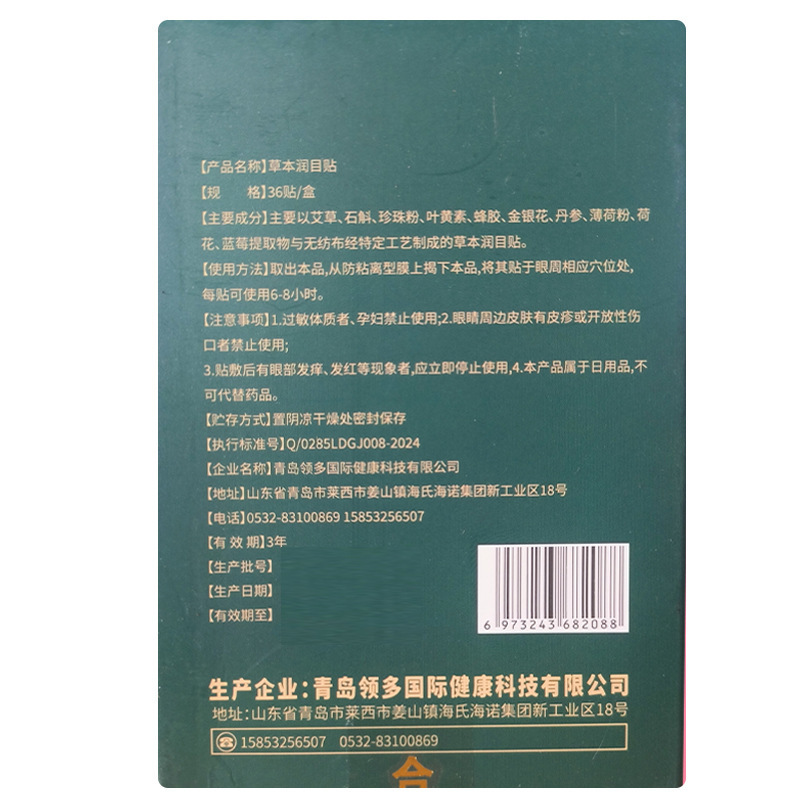 【产品名称】草本润目贴
【规 格】36贴/盒
【主要成分】主要以艾草、石斛、珍珠粉、叶黄素、蜂胶、金银花、丹参、薄荷粉、荷
花、蓝莓提取物与无纺布经特定工艺制成的草本润目贴。
【使用方法】取出本品,从防粘离型膜上揭下本品,将其贴于眼周相应穴位处,
每贴可使用6-8小时。
【注意事项】1.过敏体质者、孕妇禁止使用;2.眼睛周边皮肤有皮疹或开放性伤
口者禁止使用;
3.贴敷后有眼部发痒、发红等现象者,应立即停止使用,4.本产品属于日用品,不
可代替药品。
【贮存方式】置阴凉干燥处密封保存
【执行标准号】Q/0285LDGJ008-2024
【企业名称】青岛领多国际健康科技有限公司
【地址】山东省青岛市莱西市姜山镇海氏海诺集团新工业区18号
【电话】0532-83100869 15853256507
【有 效 期】3年
【生产批号】
【生产日期】
【有效期至】
6 973243 682088
生产企业:青岛领多国际健康科技有限公司
地址:山东省青岛市莱西市姜山镇海氏海诺集团新工业区18号
15853256507 0532-83100869
合